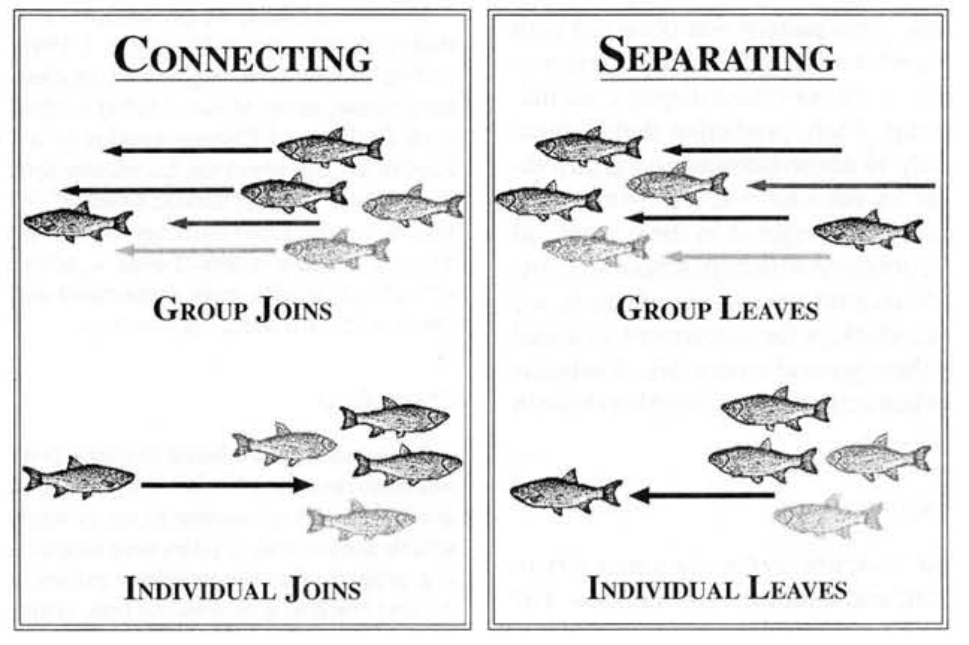 CONNECTING
GROUP JOINS
INDIVIDUAL JOINS
SEPARATING
GROUP LEAVES
INDIVIDUAL LEAVES